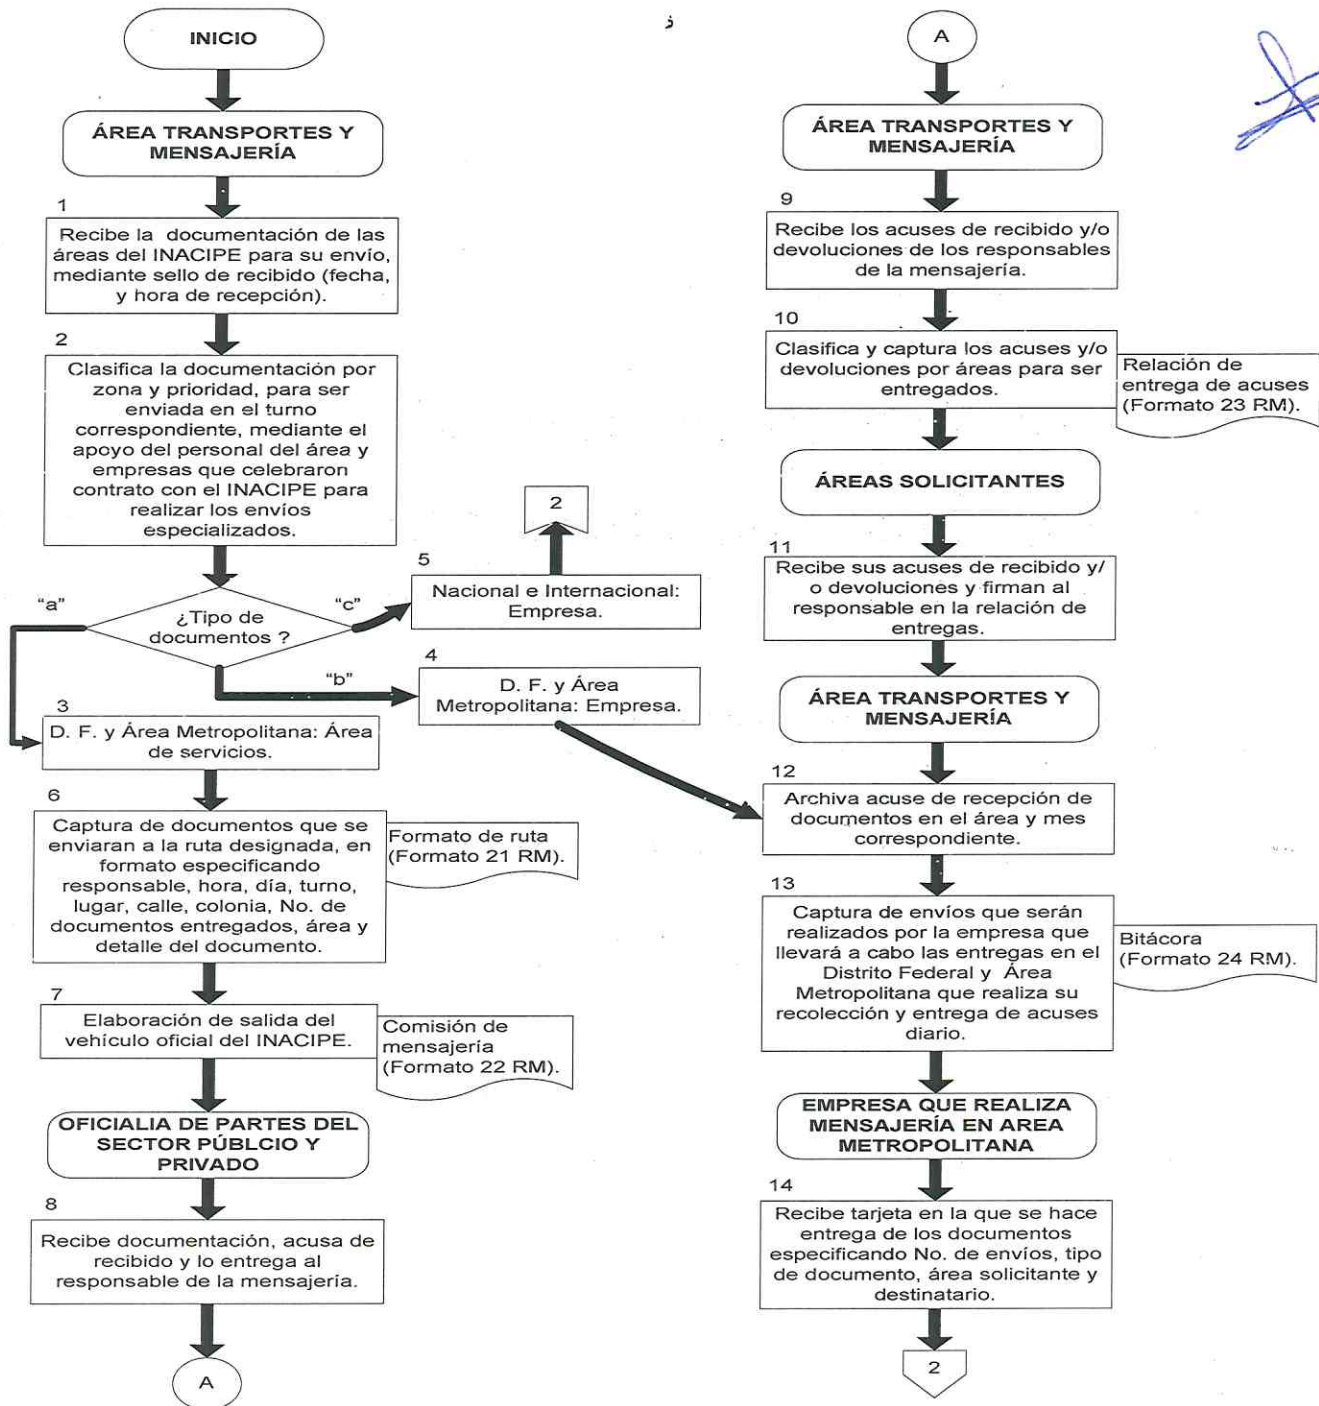 INICIO
ÁREA TRANSPORTES Y
MENSAJERÍA
1
Recibe la documentación de las
áreas del INACIPE para su envío,
mediante sello de recibido (fecha,
y hora de recepción).
2
Clasifica la documentación por
zona y prioridad, para ser
enviada en el turno
correspondiente, mediante el
apoyo del personal del área y
empresas que celebraron
contrato con el INACIPE para
realizar los envíos
especializados.
"a"
¿Tipo de
documentos ?
"c"
"b"
5
Nacional e Internacional:
Empresa.
2
4
D. F. y Área
Metropolitana: Empresa.
3
D. F. y Área Metropolitana: Área
de servicios.
6
Captura de documentos que se
enviaran a la ruta designada, en
formato especificando
responsable, hora, día, turno,
lugar, calle, colonia, No. de
documentos entregados, área y
detalle del documento.
Formato de ruta
(Formato 21 RM).
7
Elaboración de salida del
vehículo oficial del INACIPE.
Comisión de
mensajería
(Formato 22 RM).
OFICIALIA DE PARTES DEL
SECTOR PÚBLCIO Y
PRIVADO
8
Recibe documentación, acusa de
recibido y lo entrega al
responsable de la mensajería.
A
A
ÁREA TRANSPORTES Y
MENSAJERÍA
9
Recibe los acuses de recibido y/o
devoluciones de los responsables
de la mensajería.
10
Clasifica y captura los acuses y/o
devoluciones por áreas para ser
entregados.
Relación de
entrega de acuses
(Formato 23 RM).
ÁREAS SOLICITANTES
11
Recibe sus acuses de recibido y/
o devoluciones y firman al
responsable en la relación de
entregas.
ÁREA TRANSPORTES Y
MENSAJERÍA
12
Archiva acuse de recepción de
documentos en el área y mes
correspondiente.
13
Captura de envíos que serán
realizados por la empresa que
llevará a cabo las entregas en el
Distrito Federal y Área
Metropolitana que realiza su
recolección y entrega de acuses
diario.
Bitácora
(Formato 24 RM).
EMPRESA QUE REALIZA
MENSAJERÍA EN AREA
METROPOLITANA
14
Recibe tarjeta en la que se hace
entrega de los documentos
especificando No. de envíos, tipo
de documento, área solicitante y
destinatario.
2